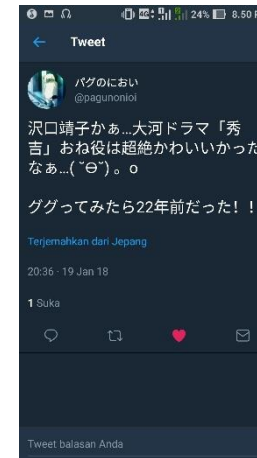 24% 8.50 P
Tweet
パグのにおい
@pagunonioi
沢口靖子かぁ...大河ドラマ「秀
吉」おね役は超絶かわいいかった
なぁ...( ˘ɵ˘) 。o
ググってみたら22年前だった！！
Terjemahkan dari Jepang
20:36 · 19 Jan 18
1 Suka
Tweet balasan Anda